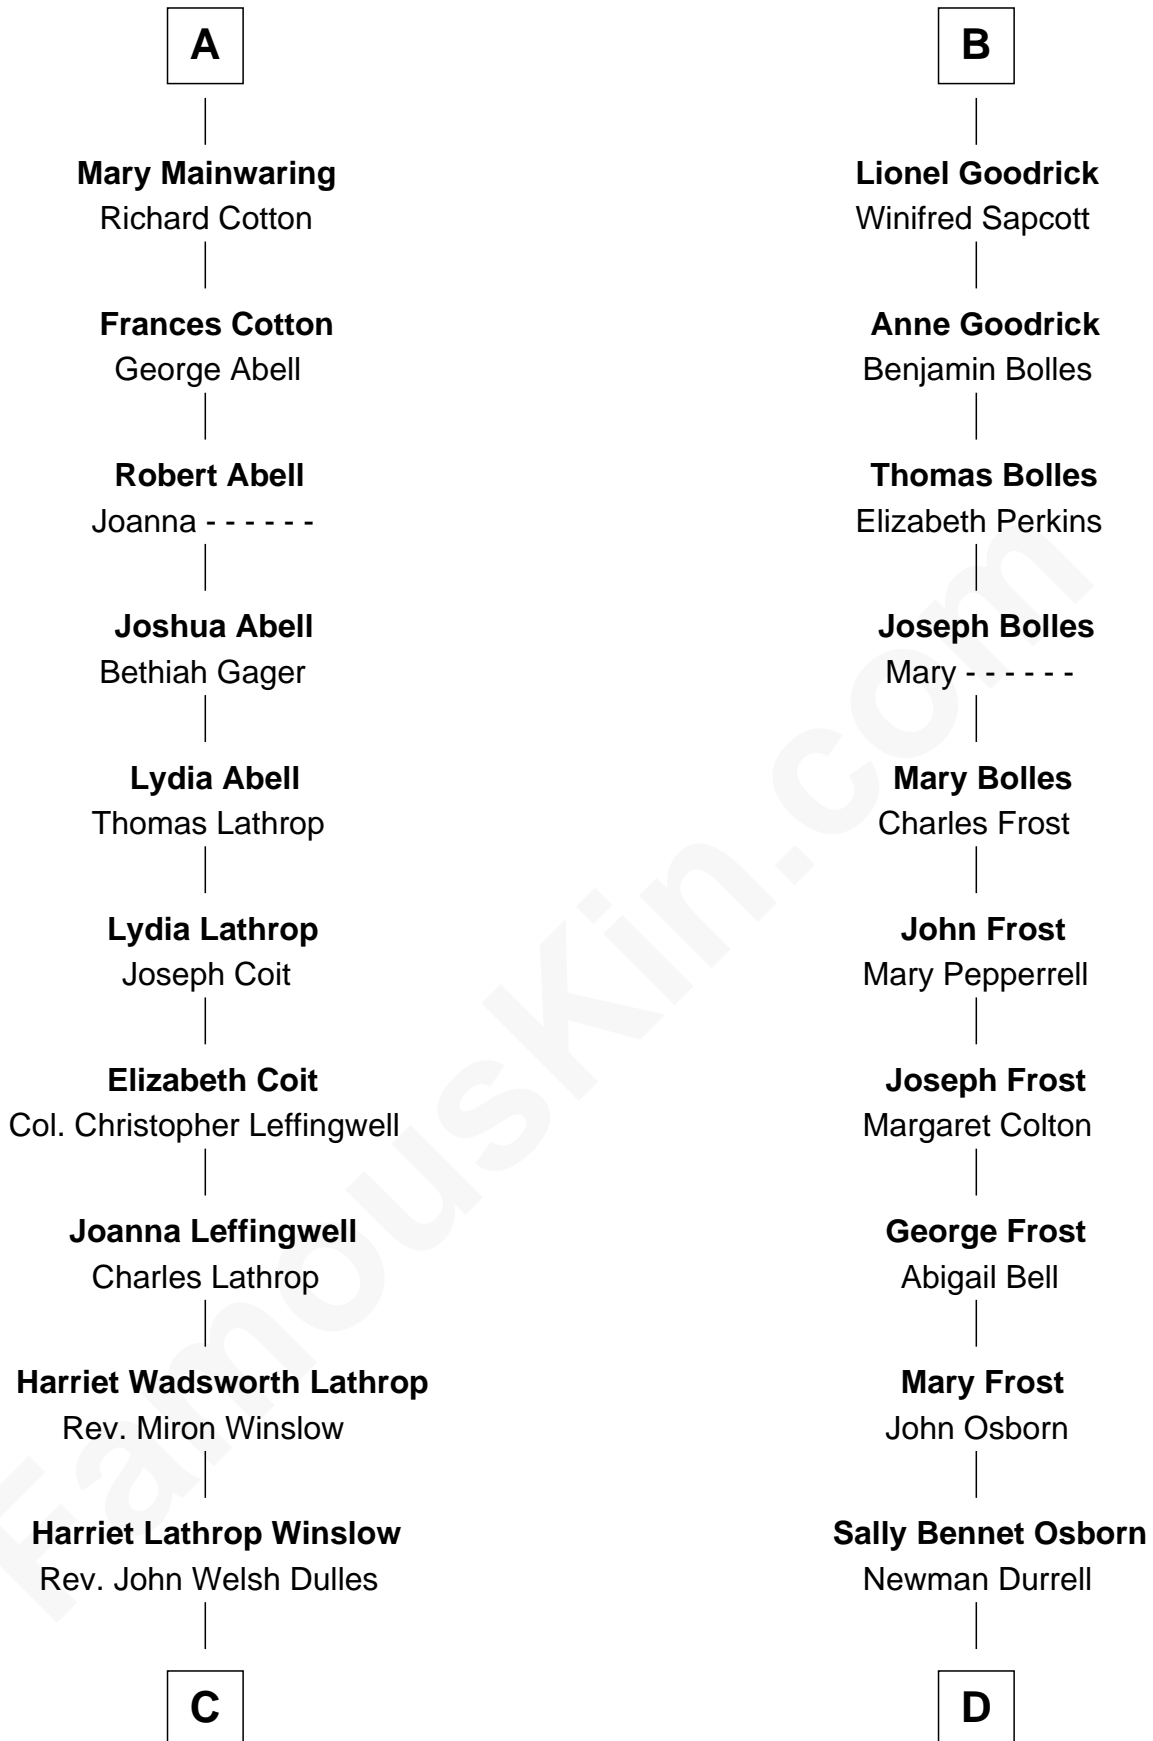 A
Mary Mainwaring
Richard Cotton
Frances Cotton
George Abell
Robert Abell
Joanna - - - - - -
Joshua Abell
Bethiah Gager
Lydia Abell
Thomas Lathrop
Lydia Lathrop
Joseph Coit
Elizabeth Coit
Col. Christopher Leffingwell
Joanna Leffingwell
Charles Lathrop
Harriet Wadsworth Lathrop
Rev. Miron Winslow
Harriet Lathrop Winslow
Rev. John Welsh Dulles
C
B
Lionel Goodrick
Winifred Sapcott
Anne Goodrick
Benjamin Bolles
Thomas Bolles
Elizabeth Perkins
Joseph Bolles
Mary - - - - - -
Mary Bolles
Charles Frost
John Frost
Mary Pepperrell
Joseph Frost
Margaret Colton
George Frost
Abigail Bell
Mary Frost
John Osborn
Sally Bennet Osborn
Newman Durrell
D
FamousKin.com